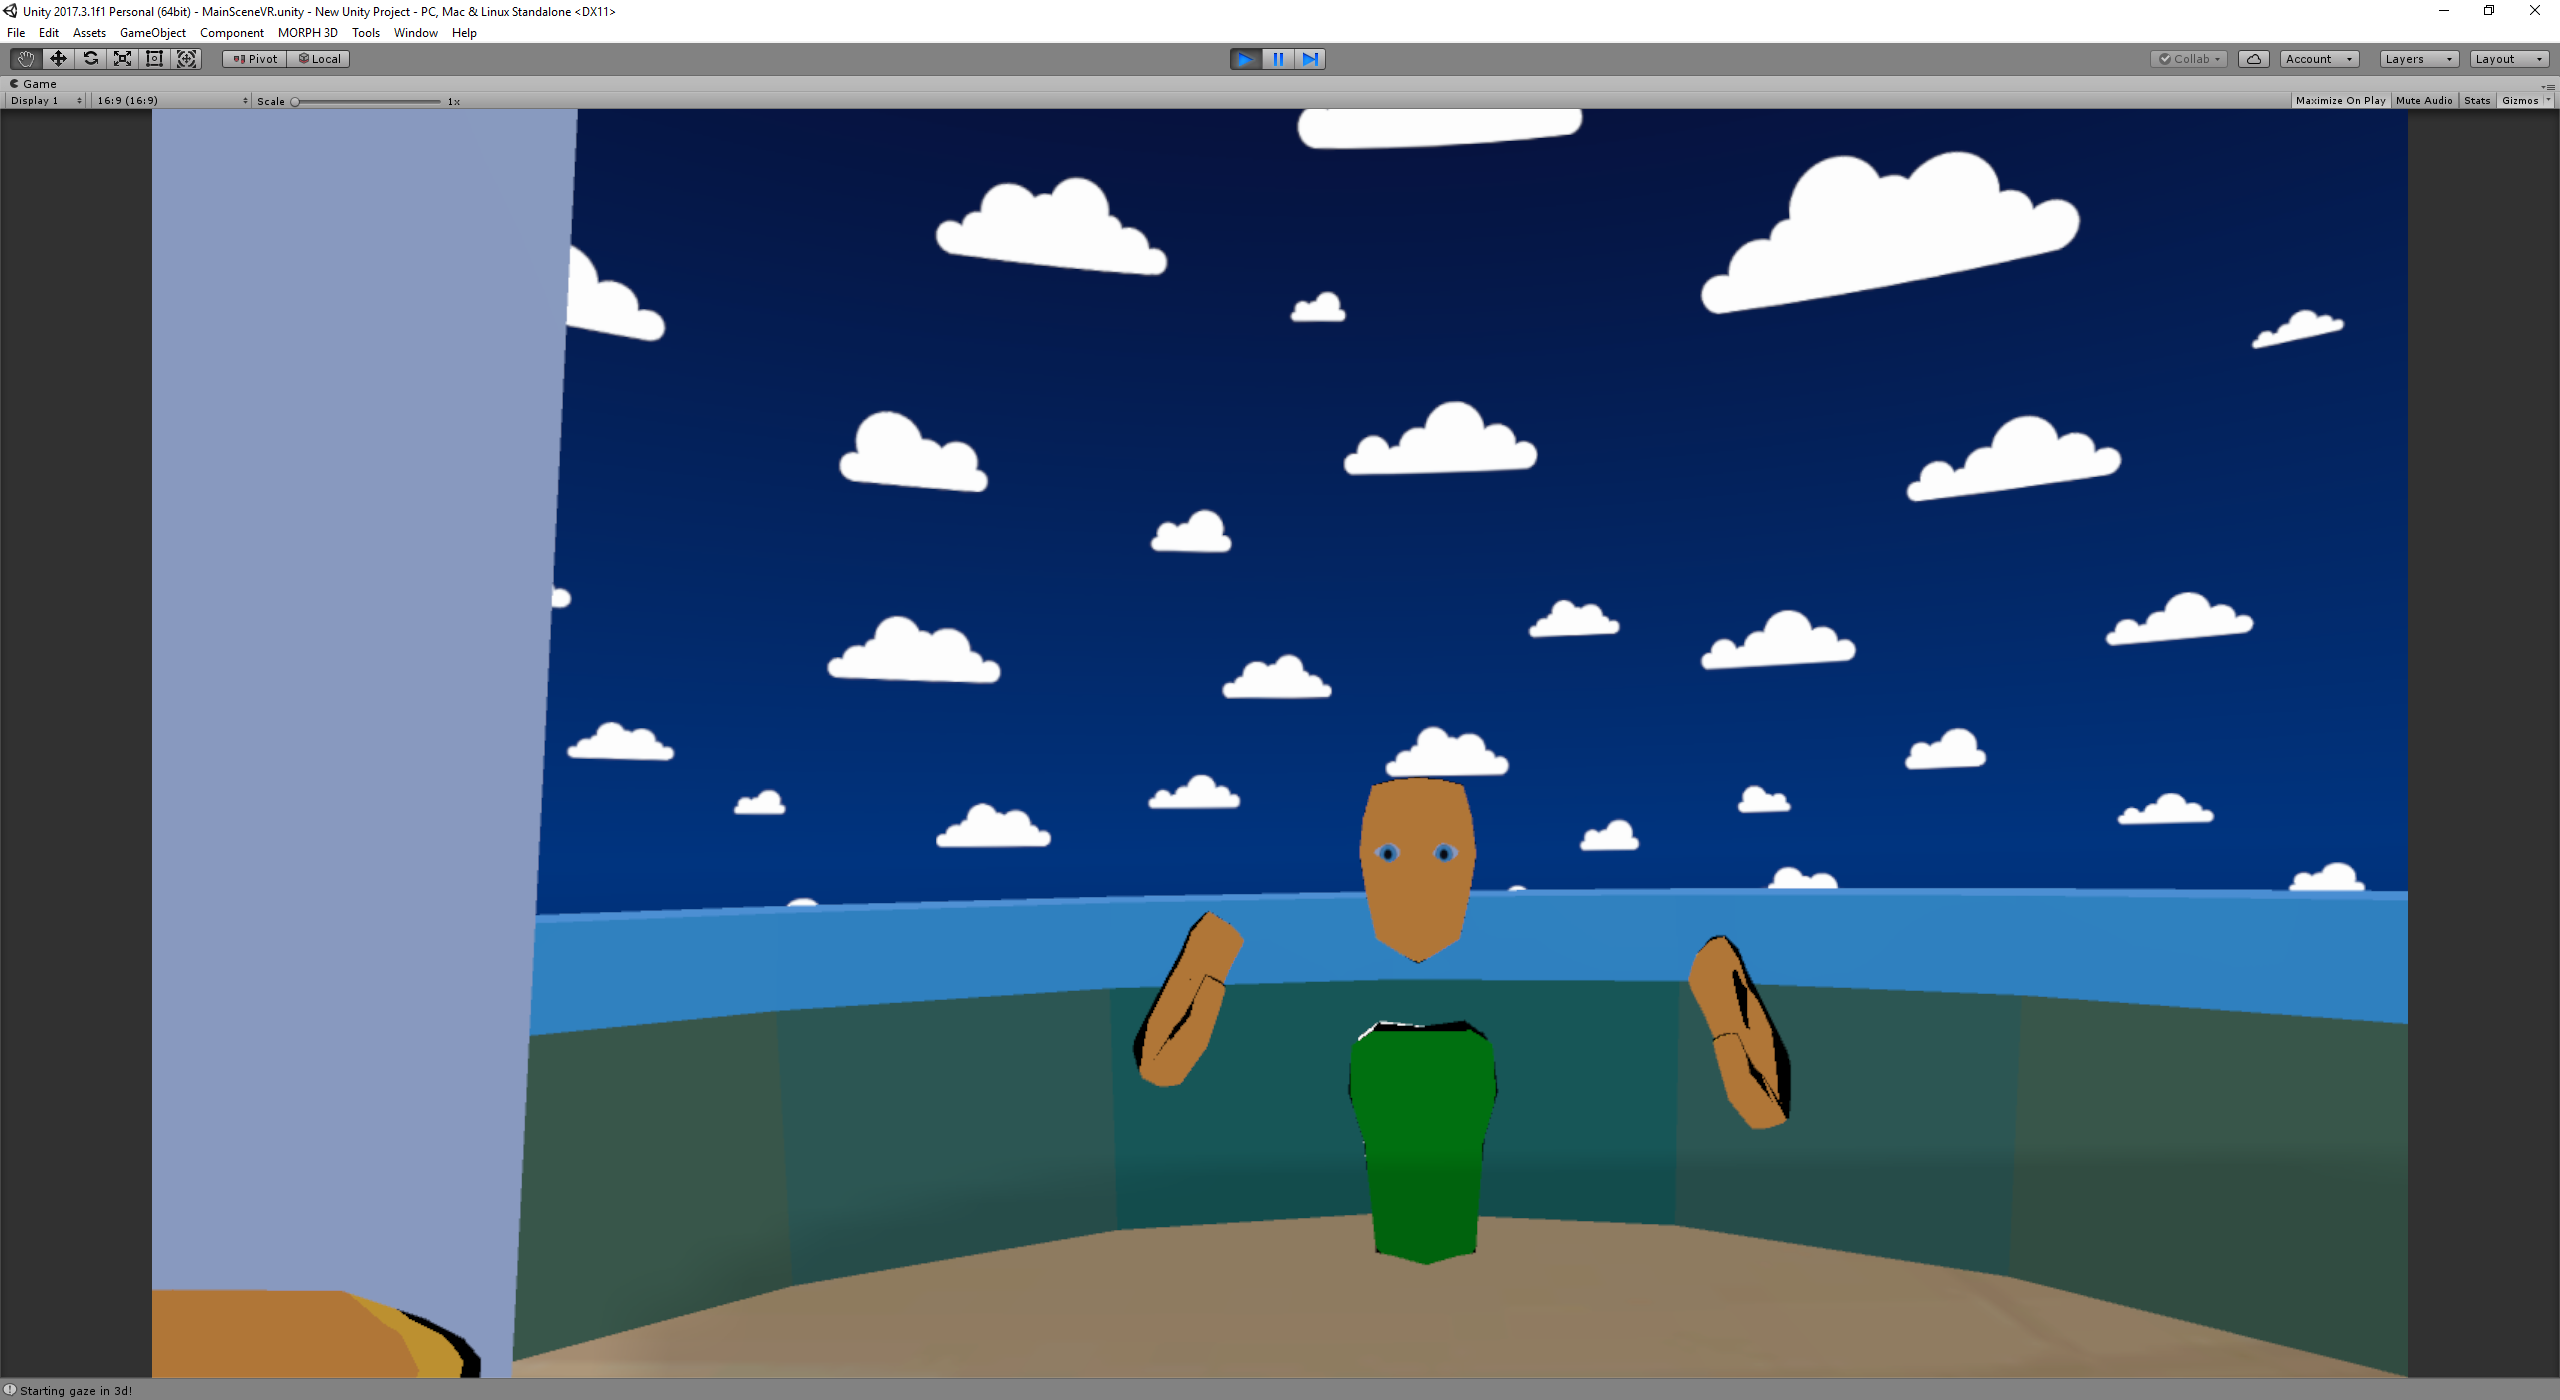 Unity 2017.3.1f1 Personal (64bit) - MainSceneVR.unity - New Unity Project - PC, Mac & Linux Standalone <DX11>
File Edit Assets GameObject Component MORPH 3D Tools Window Help
Pivot Local Collab Account Layers Layout
Game
Display 1 16:9 (16:9) Scale 1x Maximize On Play Mute Audio Stats Gizmos
Starting gaze in 3d!